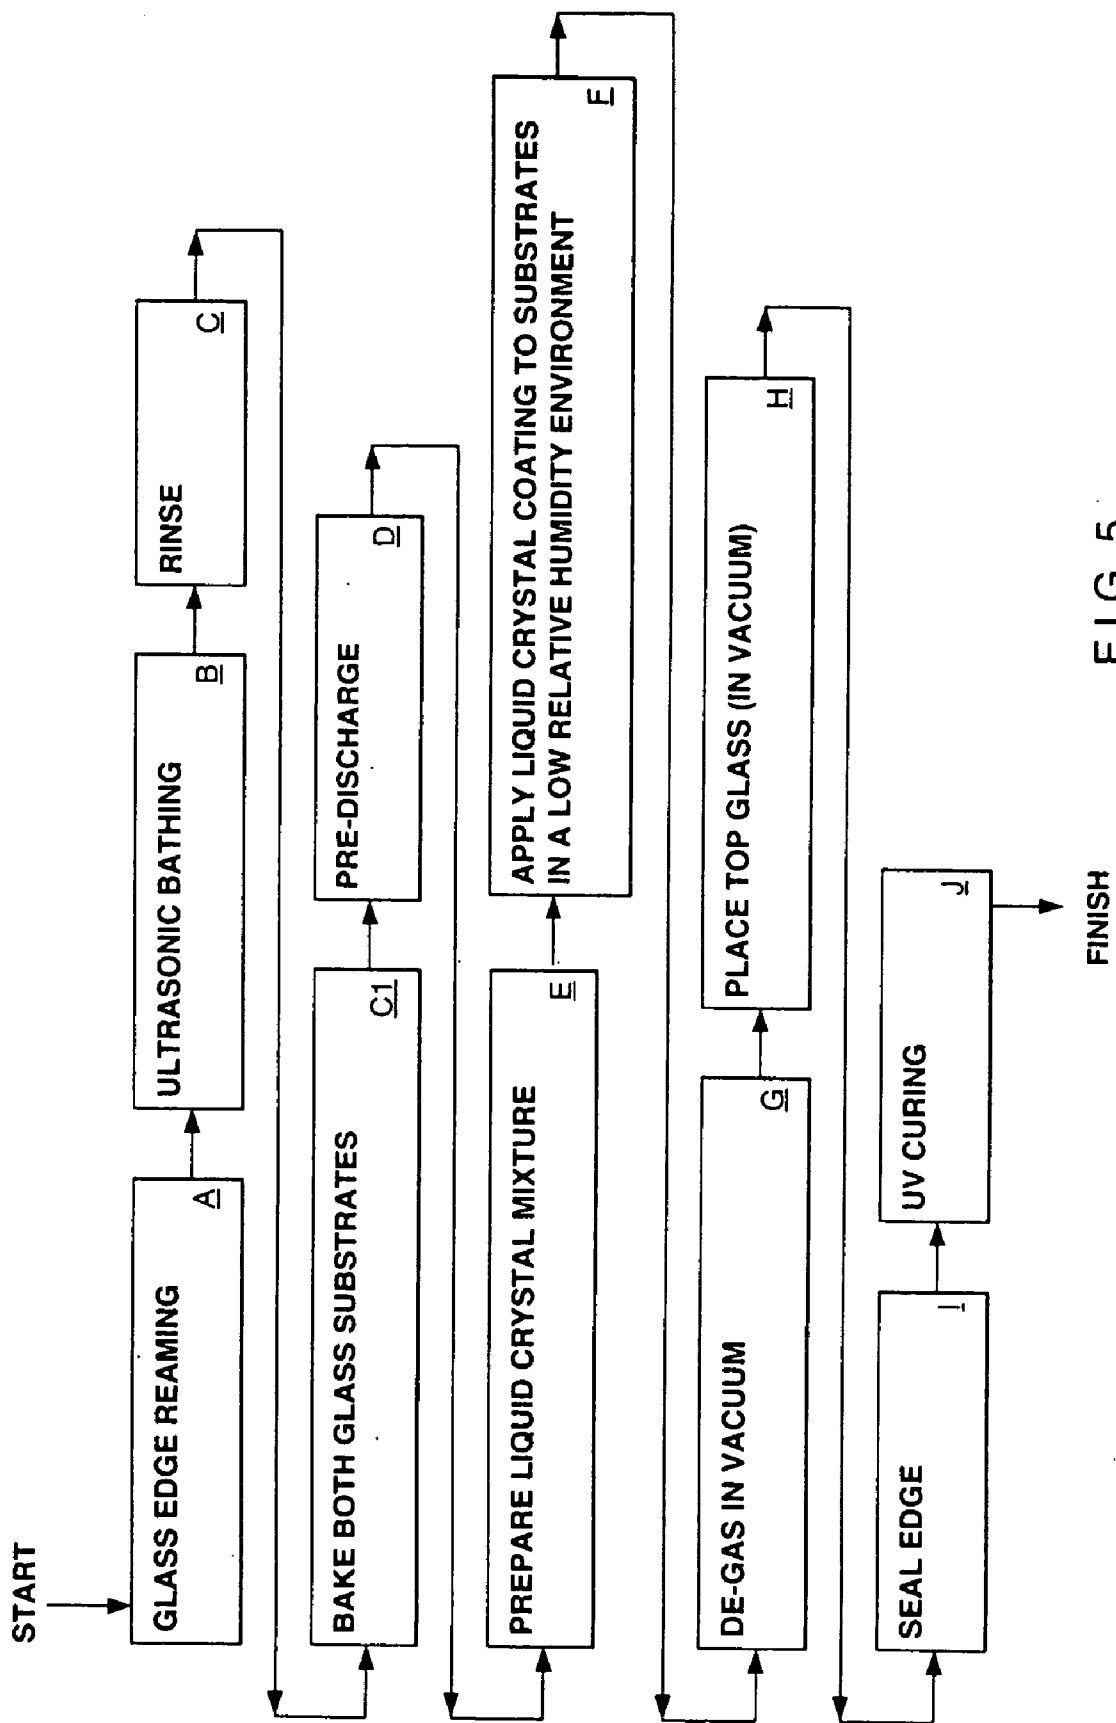 START
GLASS EDGE REAMING
A
ULTRASONIC BATHING
B
RINSE
C
BAKE BOTH GLASS SUBSTRATES
C1
PRE-DISCHARGE
D
PREPARE LIQUID CRYSTAL MIXTURE
E
APPLY LIQUID CRYSTAL COATING TO SUBSTRATES
IN A LOW RELATIVE HUMIDITY ENVIRONMENT
F
DE-GAS IN VACUUM
G
PLACE TOP GLASS (IN VACUUM)
H
SEAL EDGE
I
UV CURING
J
FINISH
FIG 5